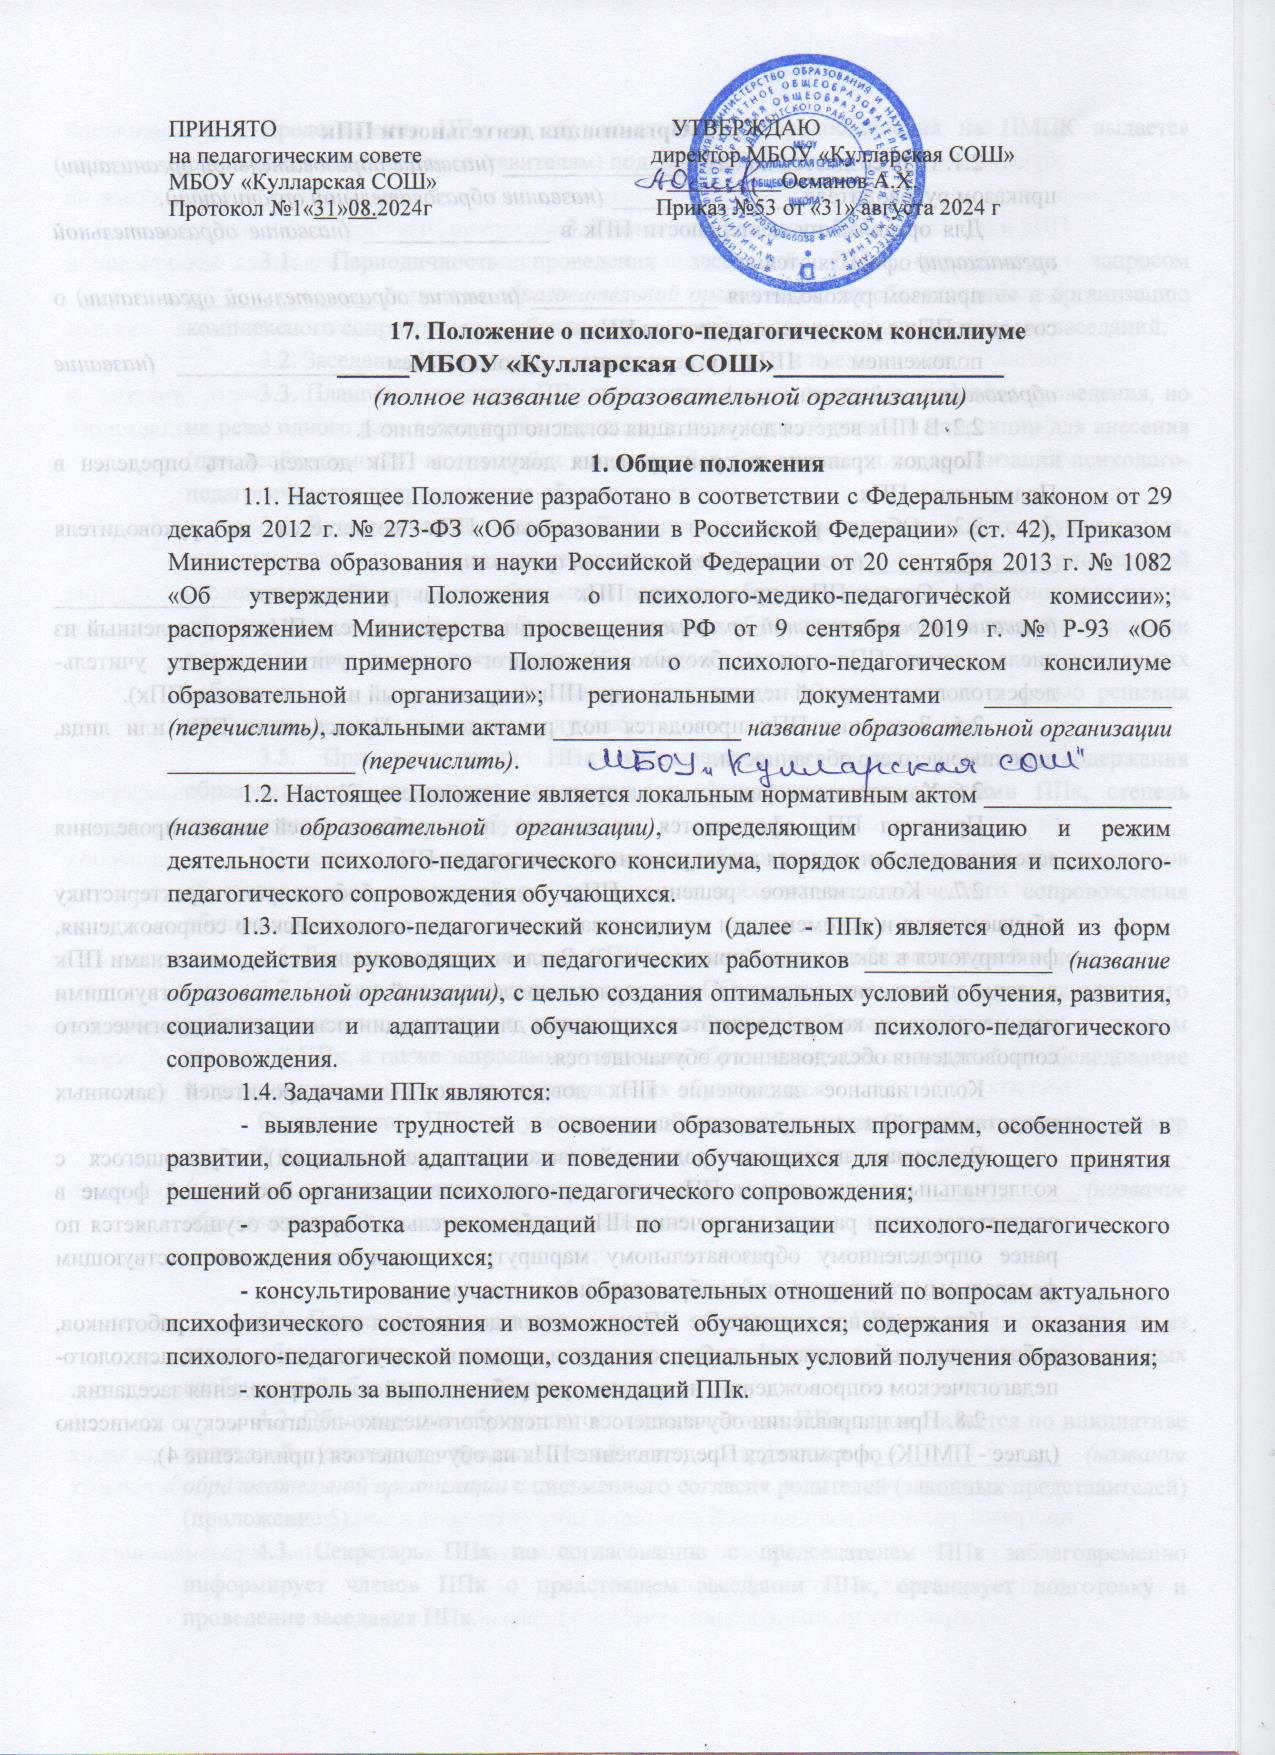 ПРИНЯТО
на педагогическим совете
МБОУ «Кулларская СОШ»
Протокол №1«31»08.2024г
УТВЕРЖДАЮ
директор МБОУ «Кулларская СОШ»
Османов А.Х.
Приказ №53 от «31» августа 2024 г
17. Положение о психолого-педагогическом консилиуме
______МБОУ «Кулларская СОШ»___________________
(полное название образовательной организации)
1. Общие положения
1.1. Настоящее Положение разработано в соответствии с Федеральным законом от 29
декабря 2012 г. № 273-ФЗ «Об образовании в Российской Федерации» (ст. 42), Приказом
Министерства образования и науки Российской Федерации от 20 сентября 2013 г. № 1082
«Об утверждении Положения о психолого-медико-педагогической комиссии»;
распоряжением Министерства просвещения РФ от 9 сентября 2019 г. № Р-93 «Об
утверждении примерного Положения о психолого-педагогическом консилиуме
образовательной организации»; региональными документами _______________
(перечислить), локальными актами _______________ название образовательной организации
_______________ (перечислить).
МБОУ „Кулларская СОШ"
1.2. Настоящее Положение является локальным нормативным актом _______________
(название образовательной организации), определяющим организацию и режим
деятельности психолого-педагогического консилиума, порядок обследования и психолого-
педагогического сопровождения обучающихся.
1.3. Психолого-педагогический консилиум (далее - ППк) является одной из форм
взаимодействия руководящих и педагогических работников _______________ (название
образовательной организации), с целью создания оптимальных условий обучения, развития,
социализации и адаптации обучающихся посредством психолого-педагогического
сопровождения.
1.4. Задачами ППк являются:
- выявление трудностей в освоении образовательных программ, особенностей в
развитии, социальной адаптации и поведении обучающихся для последующего принятия
решений об организации психолого-педагогического сопровождения;
- разработка рекомендаций по организации психолого-педагогического
сопровождения обучающихся;
- консультирование участников образовательных отношений по вопросам актуального
психофизического состояния и возможностей обучающихся; содержания и оказания им
психолого-педагогической помощи, создания специальных условий получения образования;
- контроль за выполнением рекомендаций ППк.